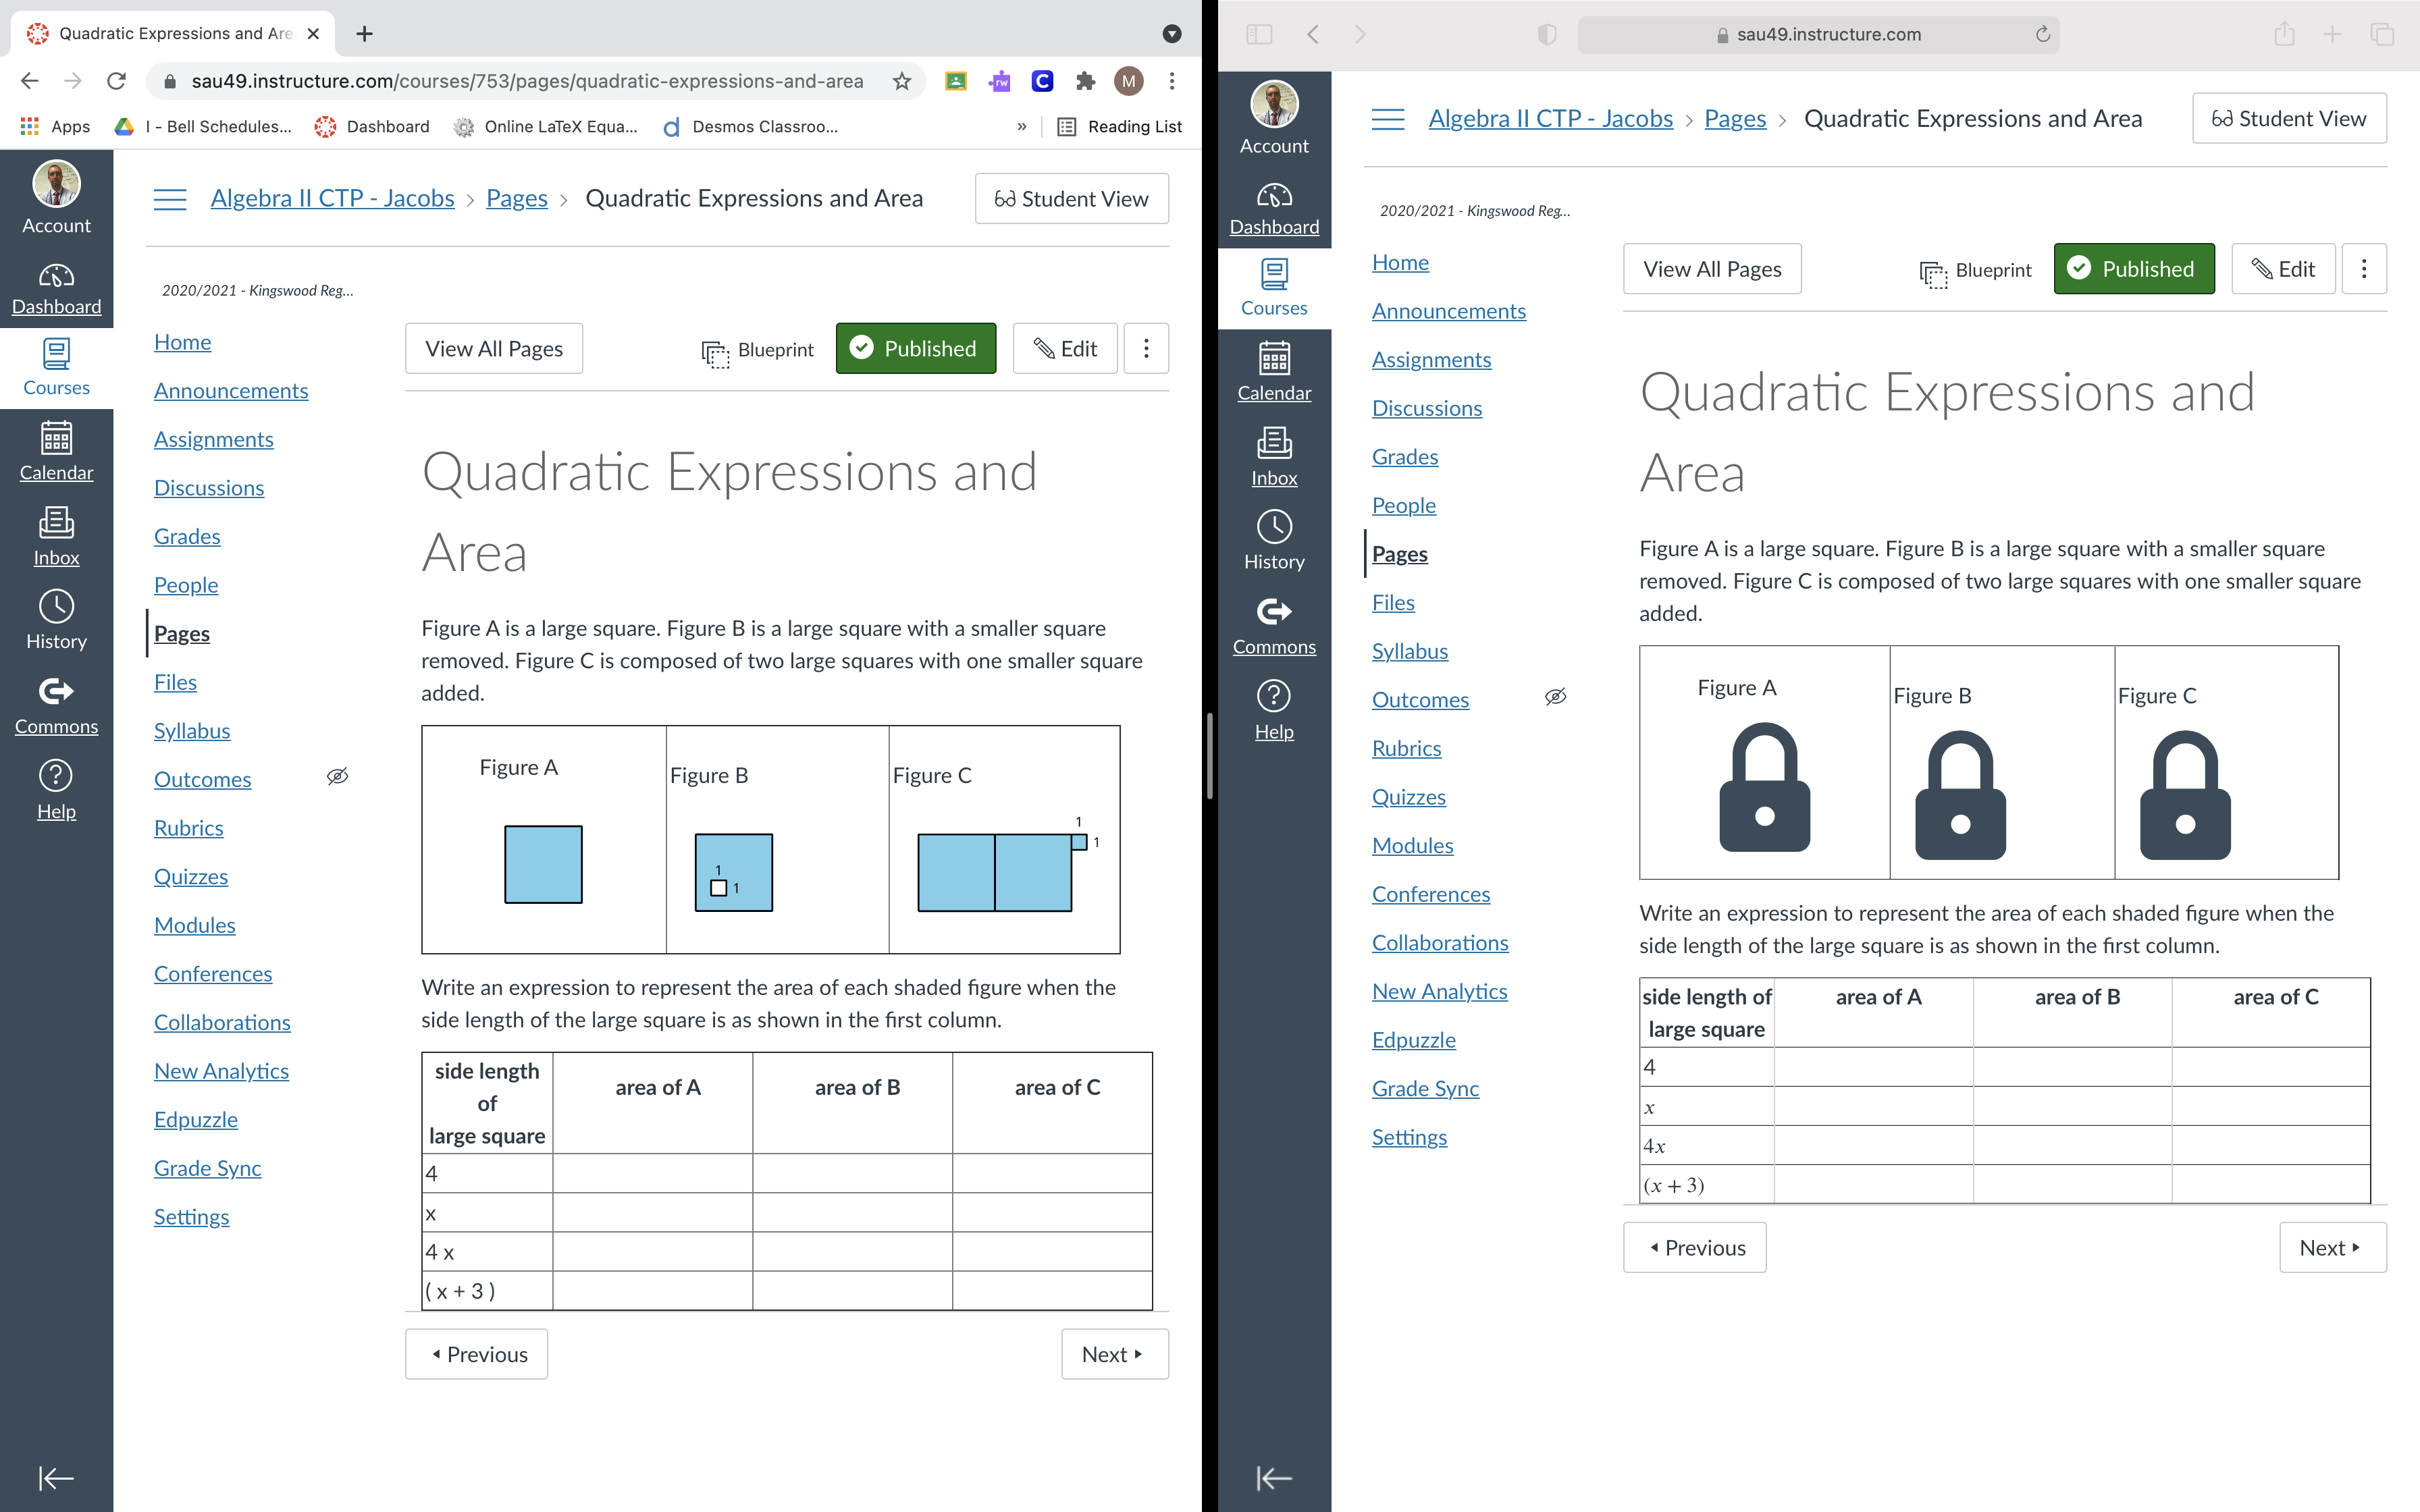 Quadratic Expressions and Are
sau49.instructure.com/courses/753/pages/quadratic-expressions-and-area
rw
C
M
Apps
I - Bell Schedules...
Dashboard
Online LaTeX Equa...
d
Desmos Classroo...
»
Reading List
Account
Dashboard
Courses
Calendar
Inbox
History
Commons
Help
Algebra II CTP - Jacobs > Pages > Quadratic Expressions and Area
Student View
2020/2021 - Kingswood Reg...
Home
Announcements
Assignments
Discussions
Grades
People
Pages
Files
Syllabus
Outcomes
Rubrics
Quizzes
Modules
Conferences
Collaborations
New Analytics
Edpuzzle
Grade Sync
Settings
View All Pages
Blueprint
Published
Edit
Quadratic Expressions and
Area
Figure A is a large square. Figure B is a large square with a smaller square
removed. Figure C is composed of two large squares with one smaller square
added.
Figure A
Figure B
Figure C
1
1
1
1
Write an expression to represent the area of each shaded figure when the
side length of the large square is as shown in the first column.
side length
of
large square
area of A
area of B
area of C
4
x
4 x
( x + 3 )
Previous
Next
sau49.instructure.com
Account
Dashboard
Courses
Calendar
Inbox
History
Commons
Help
Algebra II CTP - Jacobs > Pages > Quadratic Expressions and Area
Student View
2020/2021 - Kingswood Reg...
Home
Announcements
Assignments
Discussions
Grades
People
Pages
Files
Syllabus
Outcomes
Rubrics
Quizzes
Modules
Conferences
Collaborations
New Analytics
Edpuzzle
Grade Sync
Settings
View All Pages
Blueprint
Published
Edit
Quadratic Expressions and
Area
Figure A is a large square. Figure B is a large square with a smaller square
removed. Figure C is composed of two large squares with one smaller square
added.
Figure A
Figure B
Figure C
Write an expression to represent the area of each shaded figure when the
side length of the large square is as shown in the first column.
side length of
large square
area of A
area of B
area of C
4
x
4x
(x + 3)
Previous
Next